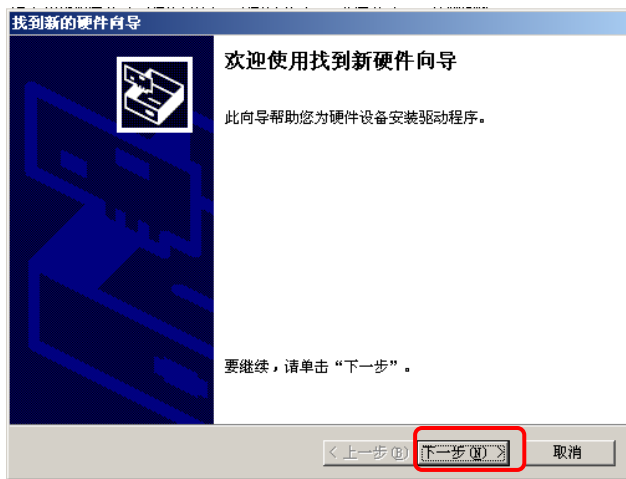 找到新的硬件向导
欢迎使用找到新硬件向导
此向导帮助您为硬件设备安装驱动程序。
要继续，请单击“下一步”。
< 上一步(B) 下一步(N) > 取消